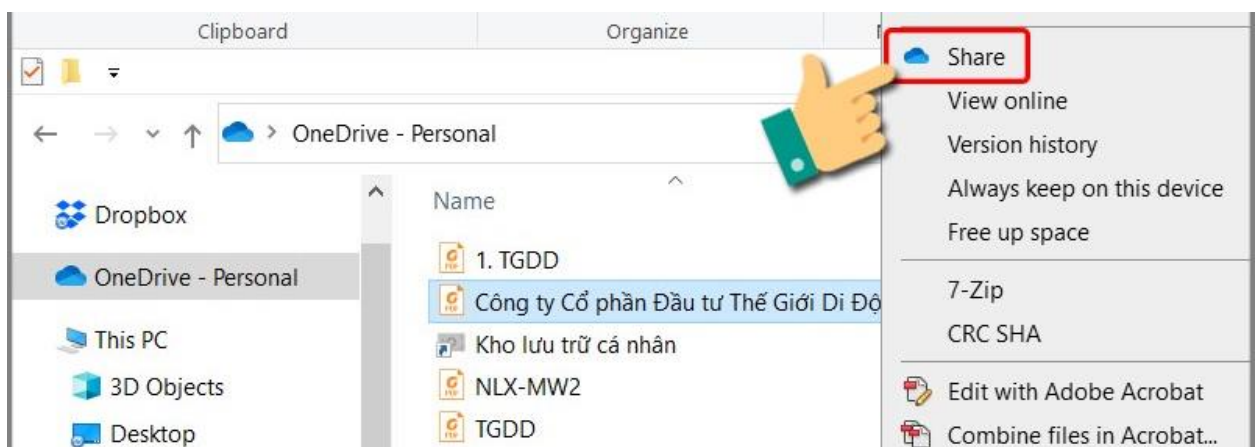 Clipboard
Organize
OneDrive - Personal
Dropbox
OneDrive - Personal
This PC
3D Objects
Desktop
Name
1. TGDD
Công ty Cổ phần Đầu tư Thế Giới Di Độ
Kho lưu trữ cá nhân
NLX-MW2
TGDD
Share
View online
Version history
Always keep on this device
Free up space
7-Zip
CRC SHA
Edit with Adobe Acrobat
Combine files in Acrobat...